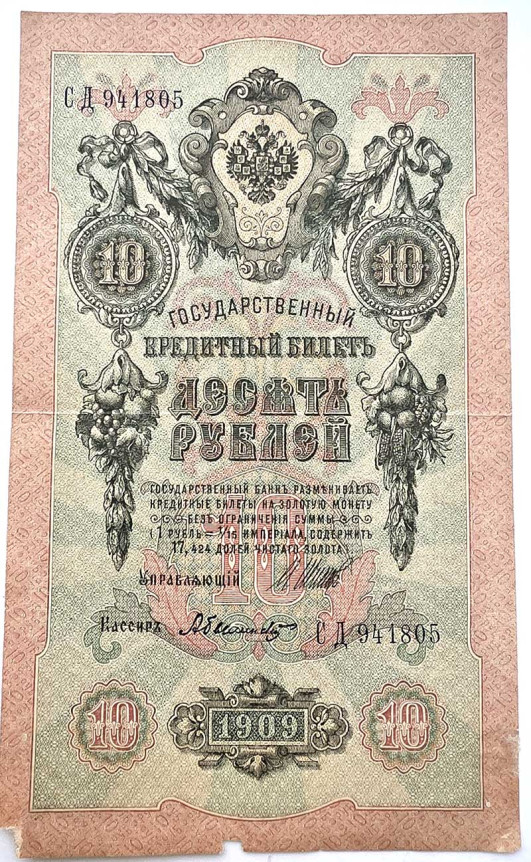 СД 941805
10 10
ГОСУДАРСТВЕННЫЙ
КРЕДИТНЫЙ БИЛЕТЪ
ДЕСЯТЬ
РУБЛЕЙ
ГОСУДАРСТВЕННЫЙ БАНКЪ РАЗМѢНИВАЕТЪ
КРЕДИТНЫЕ БИЛЕТЫ НА ЗОЛОТУЮ МОНЕТУ
БЕЗЪ ОГРАНИЧЕНІЯ СУММЫ
(1 РУБЛЬ = 1/15 ИМПЕРІАЛА, СОДЕРЖИТЪ
17,424 ДОЛЕЙ ЧИСТАГО ЗОЛОТА).
10
УПРАВЛЯЮЩІЙ
Кассиръ
СД 941805
10 1909 10